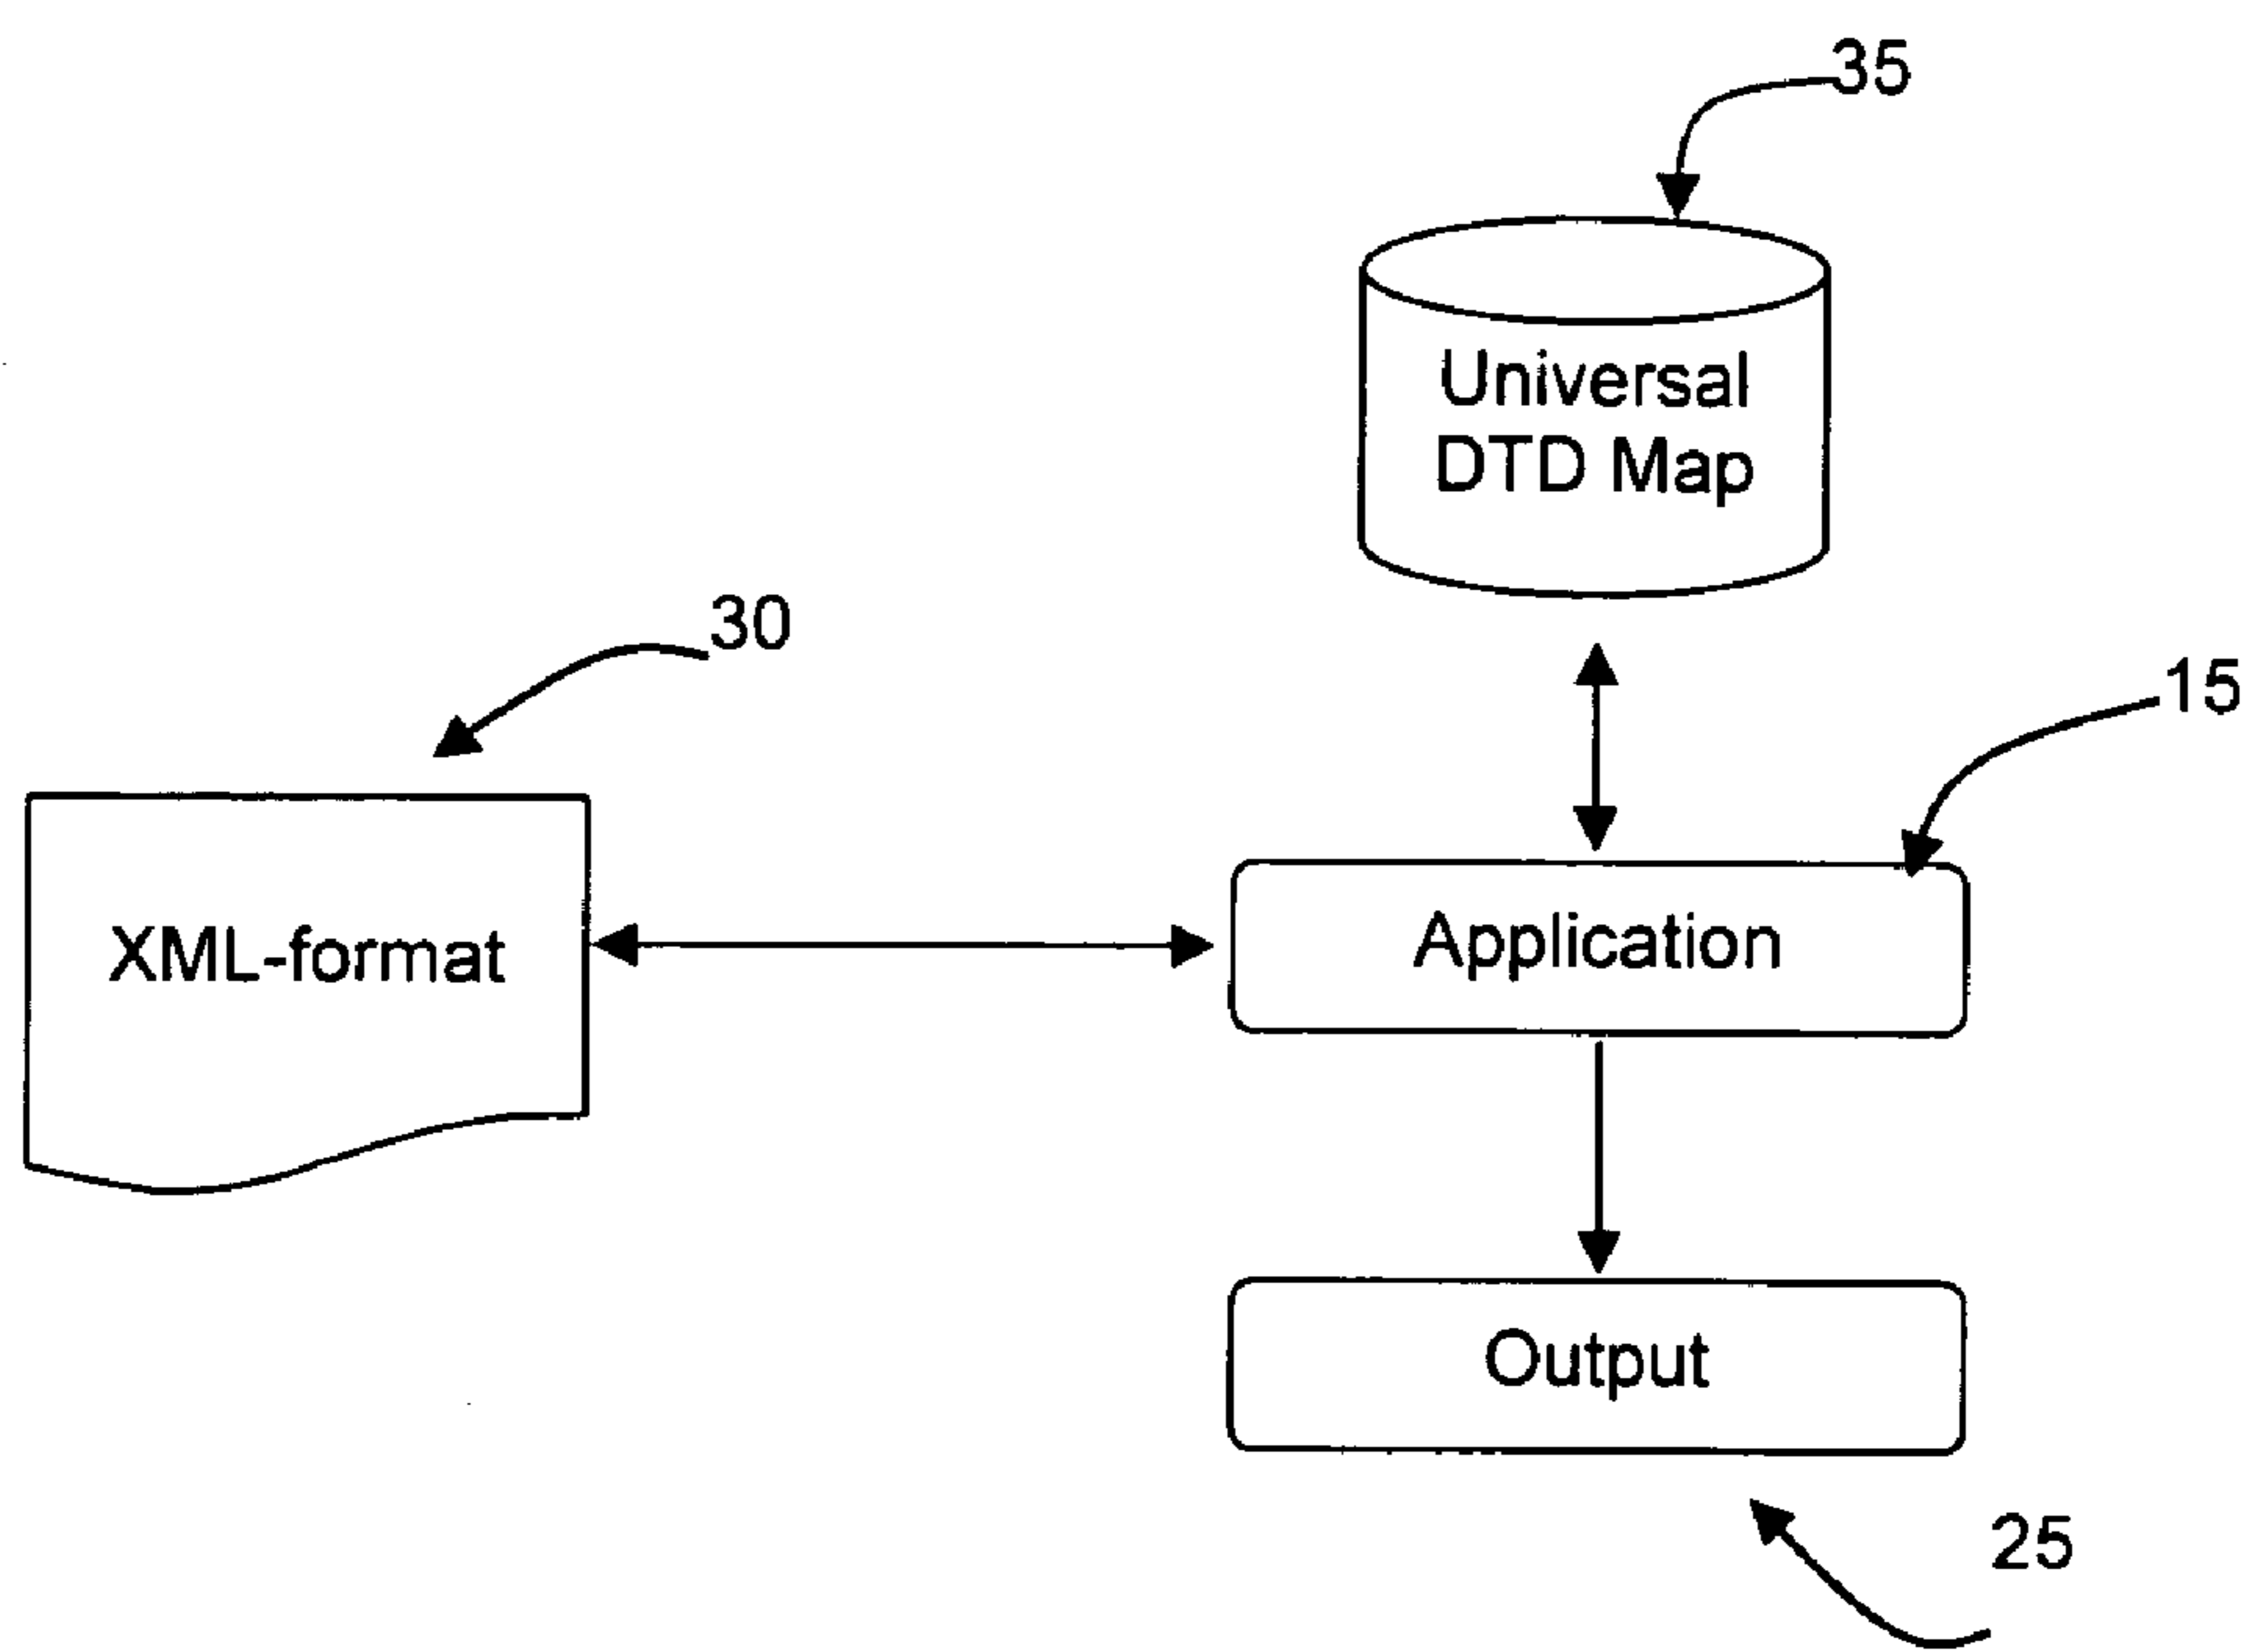 35
Universal
DTD Map
30
15
XML-format
Application
Output
25